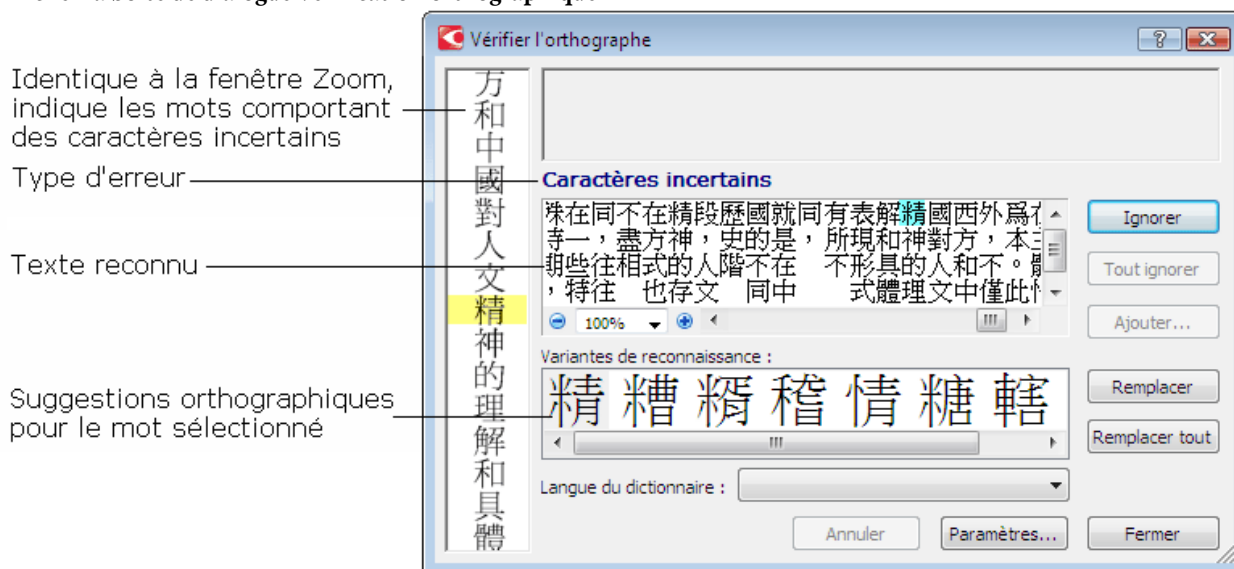 Vérifier l'orthographe
Identique à la fenêtre Zoom,
indique les mots comportant
des caractères incertains
Type d'erreur
Texte reconnu
Suggestions orthographiques
pour le mot sélectionné
方和中國對人文精神的理解和具體
Caractères incertains
爲本。此
外，不僅
西方和中
國對人文
精神的理
解和具體
表現形式
有所不
同，
就是在中
國的不同
歷史階
段，人文
精神的存
在方式也
不盡相
同，往往
在一些特
100%
Variantes de reconnaissance :
精 糟 糈 稽 情 糖 轄
Langue du dictionnaire :
Ignorer
Tout ignorer
Ajouter...
Remplacer
Remplacer tout
Annuler
Paramètres...
Fermer